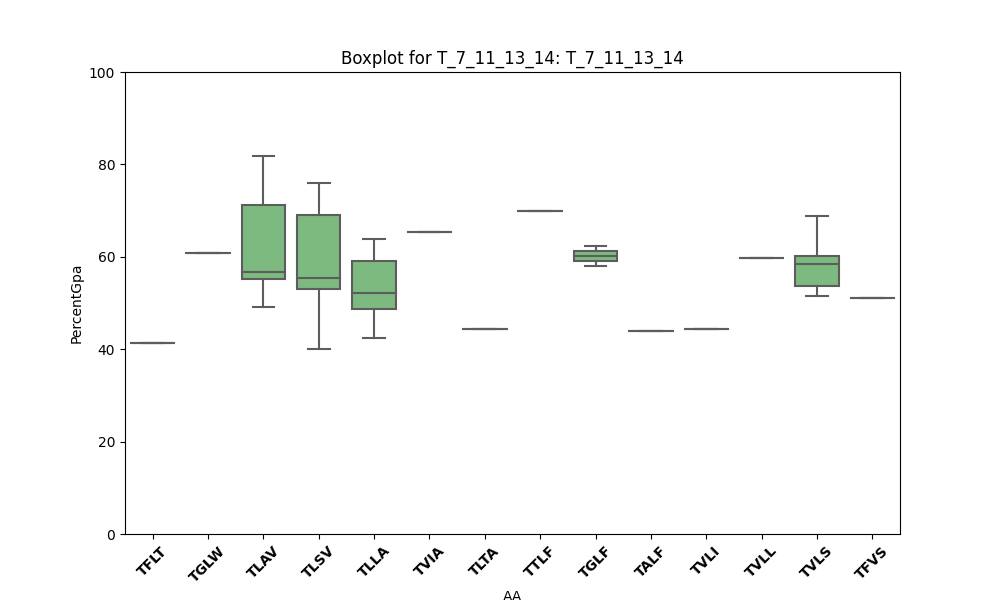 Boxplot for T_7_11_13_14: T_7_11_13_14
PercentGpa
100
80
60
40
20
0
TFLT TGLW TLAV TLSV TLLA TVIA TLTA TTLF TGLF TALF TVLI TVLL TVLS TFVS
AA